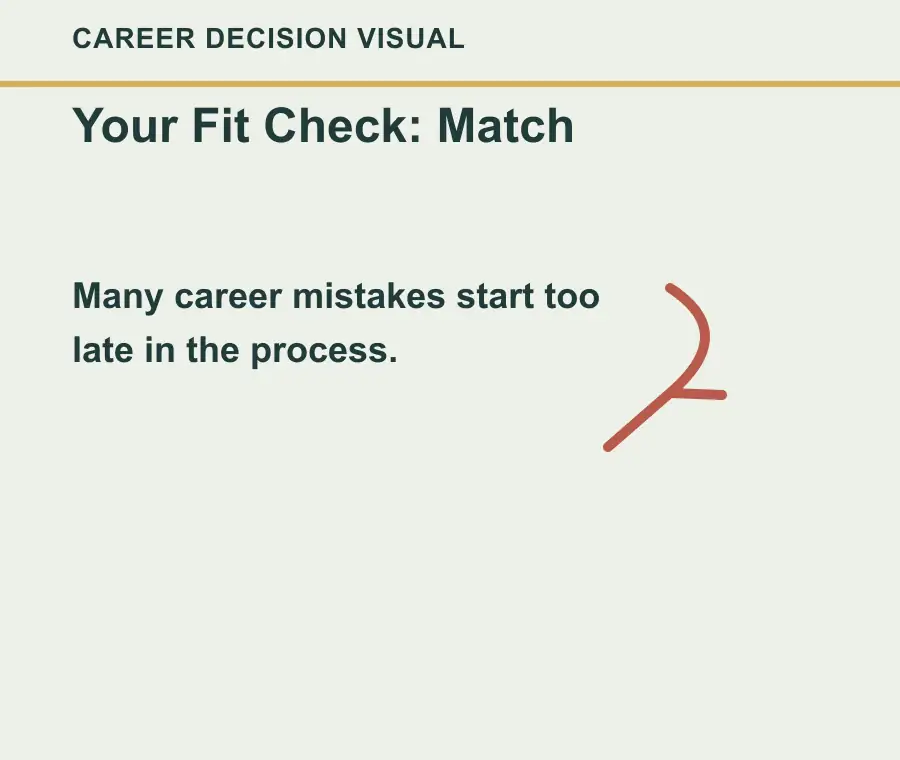 CAREER DECISION VISUAL
Your Fit Check: Match
Many career mistakes start too
late in the process.